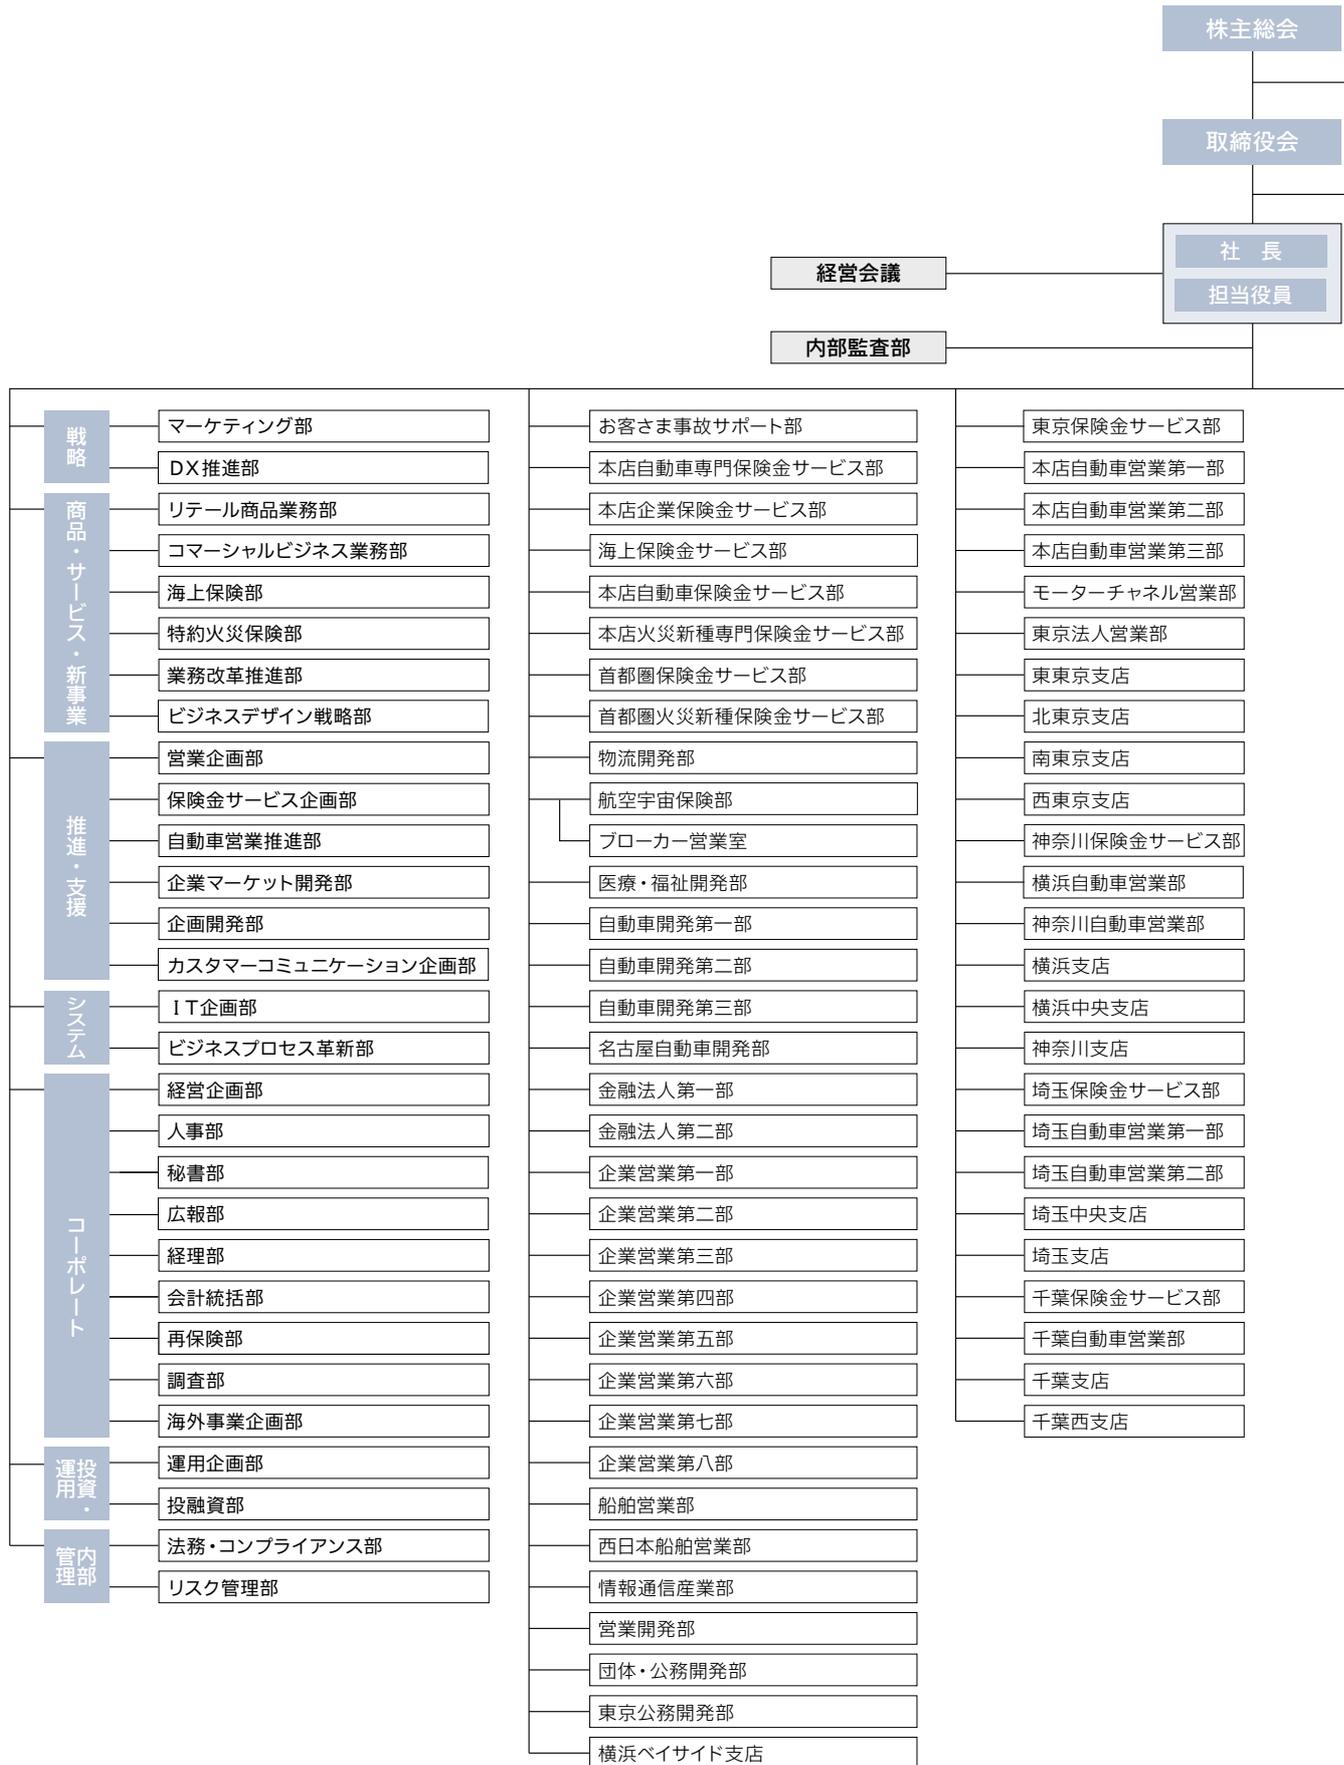 株主総会
取締役会
社　長
担当役員
経営会議
内部監査部
戦略
マーケティング部
DX推進部
商品・サービス・新事業
リテール商品業務部
コマーシャルビジネス業務部
海上保険部
特約火災保険部
業務改革推進部
ビジネスデザイン戦略部
推進・支援
営業企画部
保険金サービス企画部
自動車営業推進部
企業マーケット開発部
企画開発部
カスタマーコミュニケーション企画部
システム
IT企画部
ビジネスプロセス革新部
コーポレート
経営企画部
人事部
秘書部
広報部
経理部
会計統括部
再保険部
調査部
海外事業企画部
投資・
運用
運用企画部
投融資部
内部
管理
法務・コンプライアンス部
リスク管理部
お客さま事故サポート部
本店自動車専門保険金サービス部
本店企業保険金サービス部
海上保険金サービス部
本店自動車保険金サービス部
本店火災新種専門保険金サービス部
首都圏保険金サービス部
首都圏火災新種保険金サービス部
物流開発部
航空宇宙保険部
ブローカー営業室
医療・福祉開発部
自動車開発第一部
自動車開発第二部
自動車開発第三部
名古屋自動車開発部
金融法人第一部
金融法人第二部
企業営業第一部
企業営業第二部
企業営業第三部
企業営業第四部
企業営業第五部
企業営業第六部
企業営業第七部
企業営業第八部
船舶営業部
西日本船舶営業部
情報通信産業部
営業開発部
団体・公務開発部
東京公務開発部
横浜ベイサイド支店
東京保険金サービス部
本店自動車営業第一部
本店自動車営業第二部
本店自動車営業第三部
モーターチャネル営業部
東京法人営業部
東東京支店
北東京支店
南東京支店
西東京支店
神奈川保険金サービス部
横浜自動車営業部
神奈川自動車営業部
横浜支店
横浜中央支店
神奈川支店
埼玉保険金サービス部
埼玉自動車営業第一部
埼玉自動車営業第二部
埼玉中央支店
埼玉支店
千葉保険金サービス部
千葉自動車営業部
千葉支店
千葉西支店